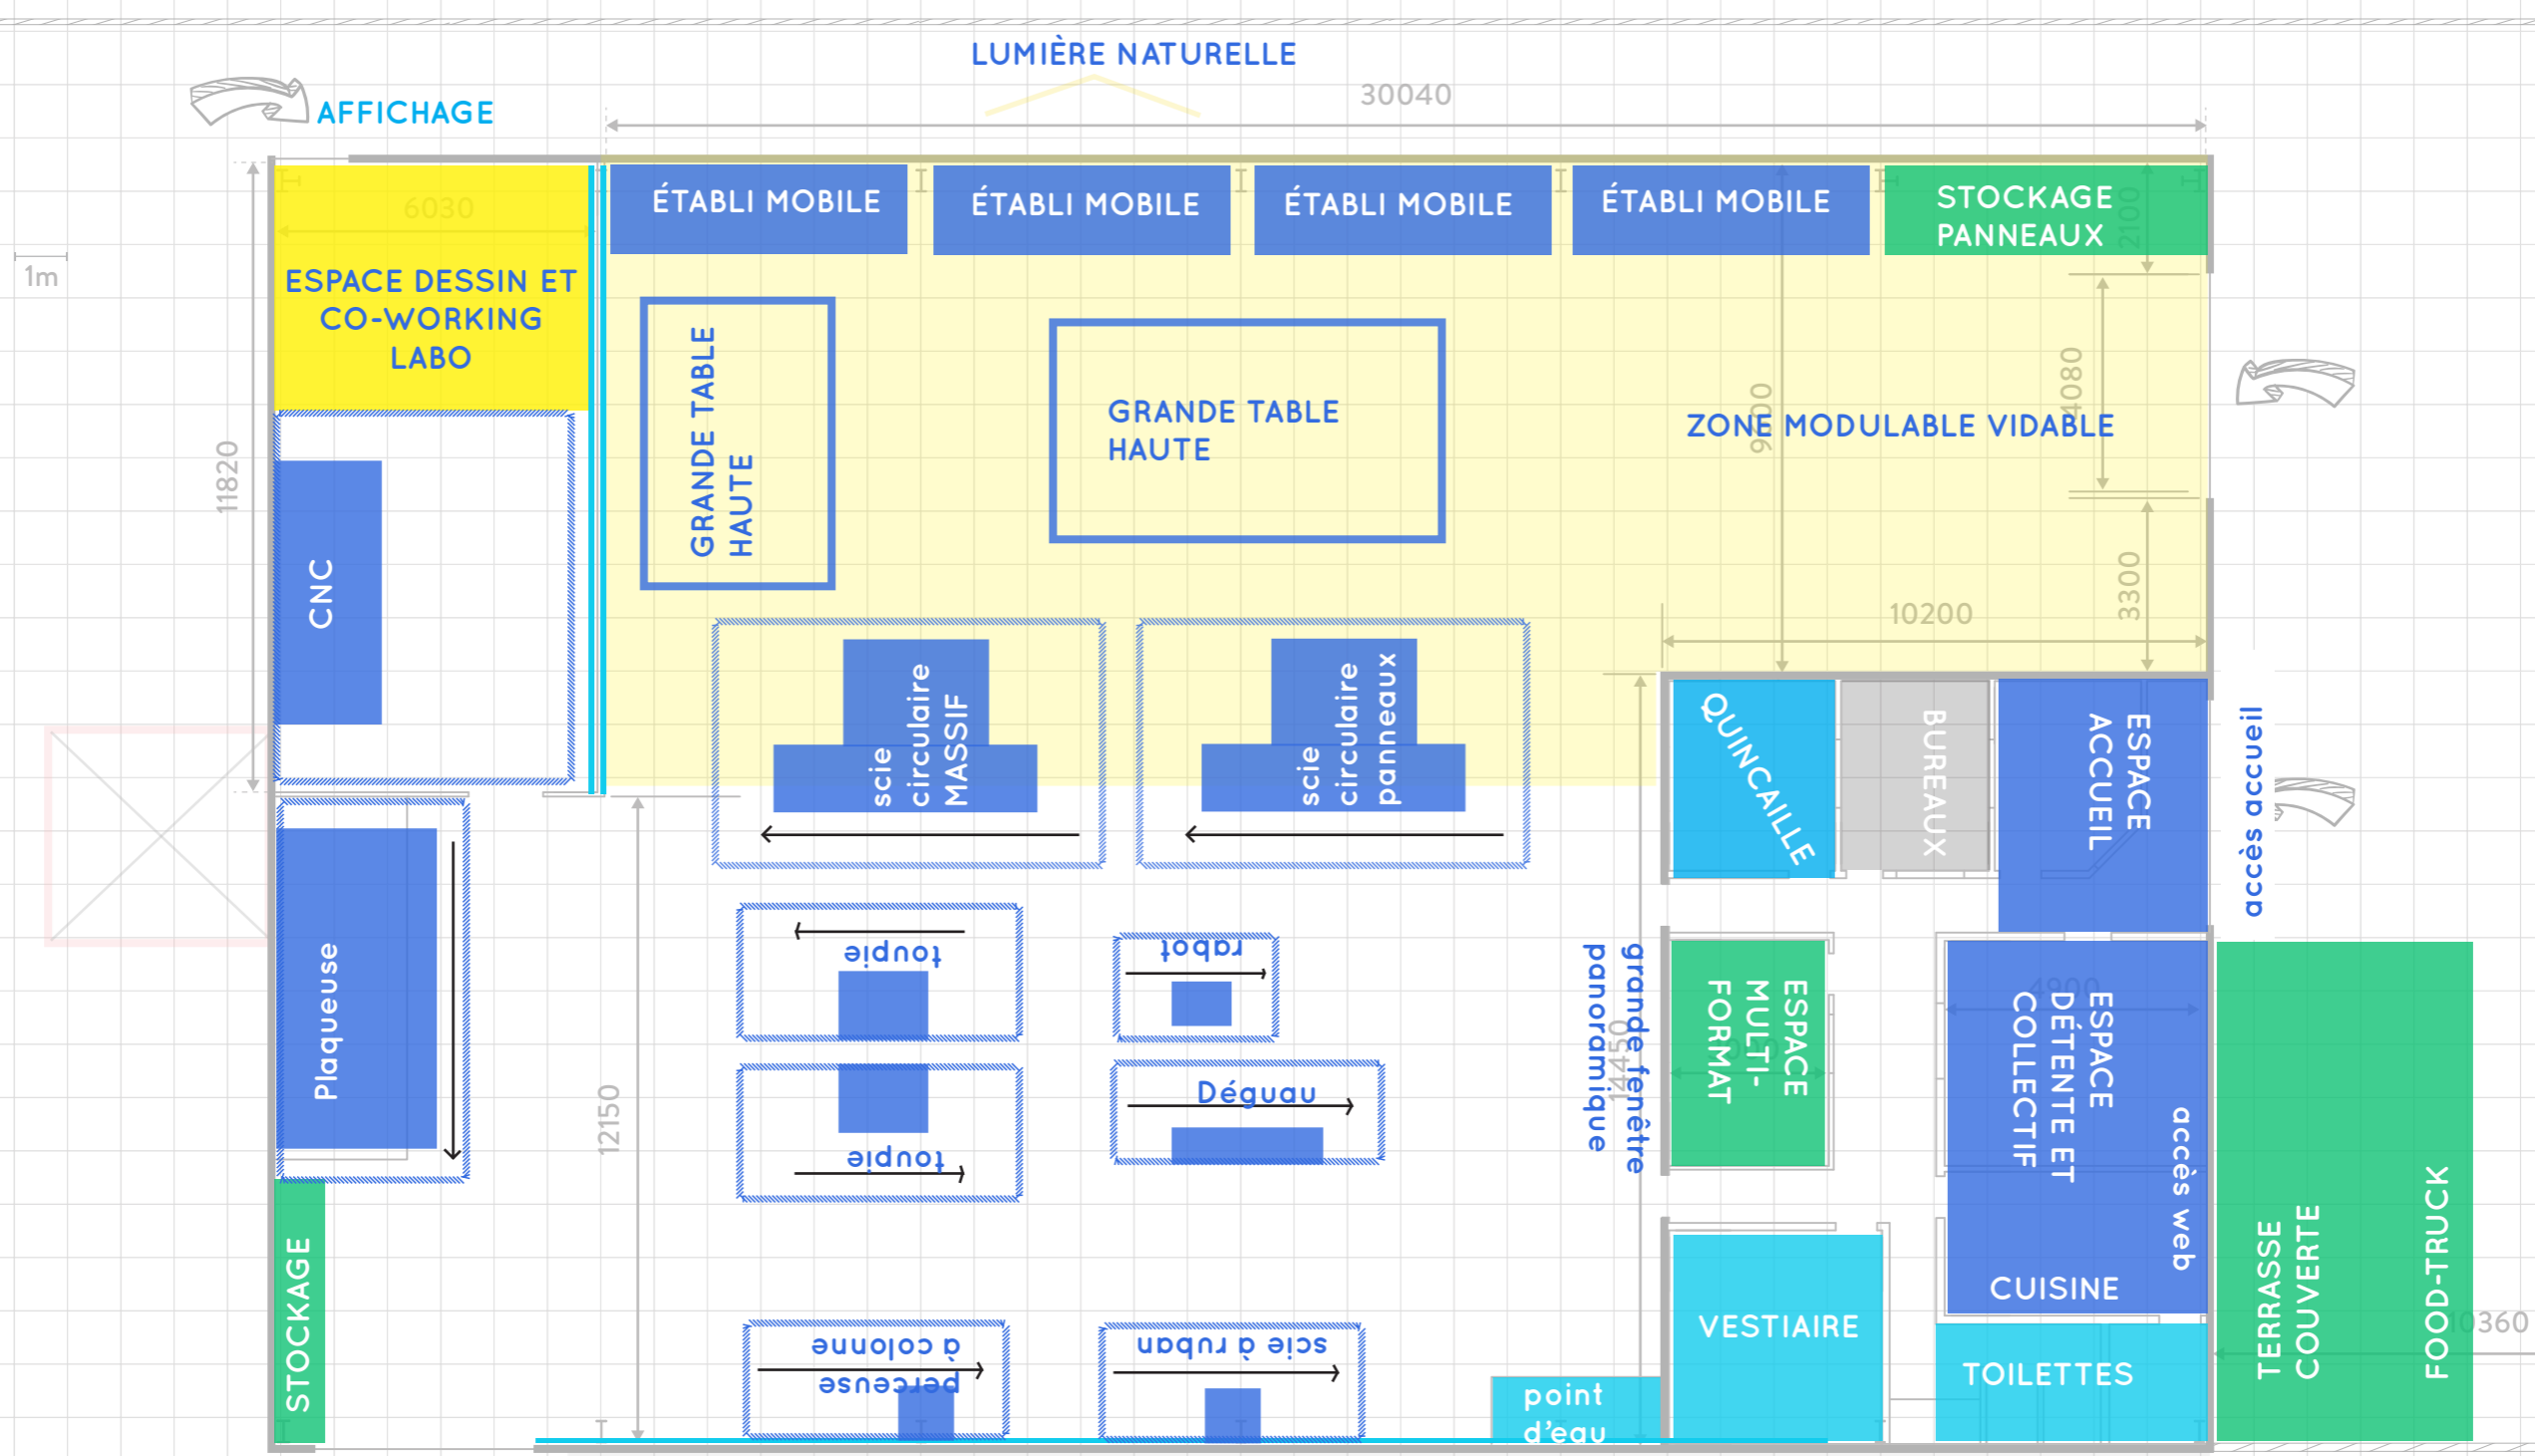 LUMIÈRE NATURELLE
30040
AFFICHAGE
6030
ESPACE DESSIN ET
CO-WORKING
LABO
1m
11820
ÉTABLI MOBILE
ÉTABLI MOBILE
ÉTABLI MOBILE
ÉTABLI MOBILE
STOCKAGE
PANNEAUX
2100
GRANDE TABLE
HAUTE
GRANDE TABLE
HAUTE
ZONE MODULABLE VIDABLE
4080
3300
10200
CNC
scie
circulaire
MASSIF
scie
circulaire
panneaux
QUINCAILLE
BUREAUX
ESPACE
ACCUEIL
accès accueil
Plaqueuse
toupie
rabot
toupie
Déguau
12150
grande fenêtre
panoramique
14450
ESPACE
MULTI-
FORMAT
4900
ESPACE
DÉTENTE ET
COLLECTIF
accès web
CUISINE
STOCKAGE
perceuse
à colonne
scie à ruban
point
d'eau
VESTIAIRE
TOILETTES
TERRASSE
COUVERTE
FOOD-TRUCK
10360